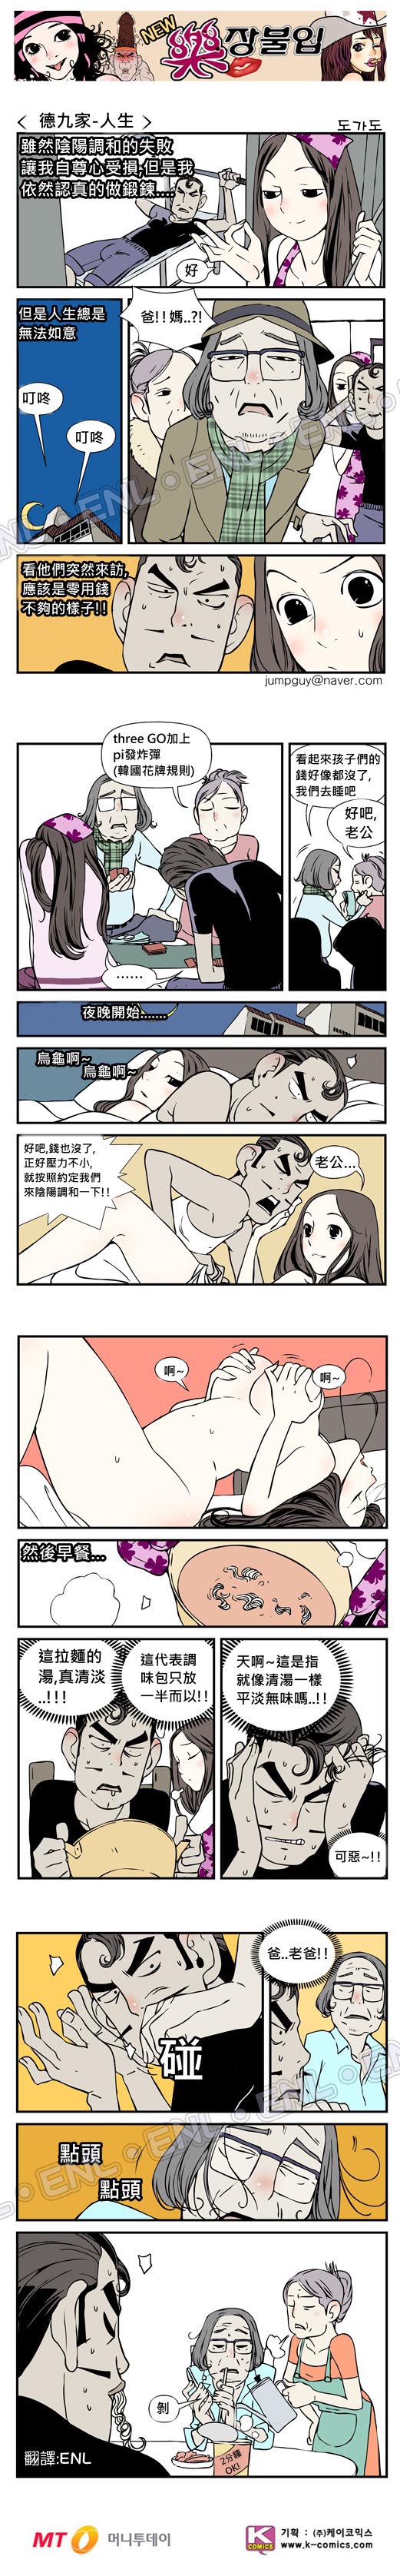 NEW 樂장불입
< 德九家-人生 >
도가도
雖然陰陽調和的失敗
讓我自尊心受損,但是我
依然認真的做鍛鍊....
好
但是人生總是
無法如意
叮咚
叮咚
爸!!媽..?!
看他們突然來訪,
應該是零用錢
不夠的樣子!!
jumpguy@naver.com
three GO加上
pi發炸彈
(韓國花牌規則)
......
看起來孩子們的
錢好像都沒了,
我們去睡吧
好吧,
老公
夜晚開始......
烏龜啊~
烏龜啊~
好吧,錢也沒了,
正好壓力不小,
就按照約定我們
來陰陽調和一下!!
老公...
啊~
啊~
然後早餐...
這拉麵的
湯,真清淡
..!!!
這代表調
味包只放
一半而以!!
天啊~這是指
就像清湯一樣
平淡無味嗎..!!
可惡~!!
碰
爸..老爸!!
點頭
點頭
剝
2分鐘
OK!
翻譯:ENL
ENL
MT 머니투데이
K COMICS
기획 : (주)케이코믹스
www.k-comics.com